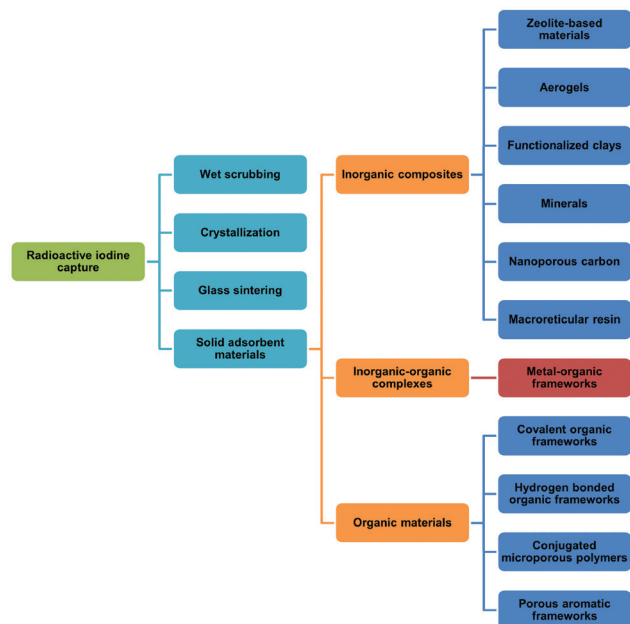 Radioactive iodine
capture
Wet scrubbing
Crystallization
Glass sintering
Solid adsorbent
materials
Inorganic composites
Inorganic-organic
complexes
Organic materials
Zeolite-based
materials
Aerogels
Functionalized clays
Minerals
Nanoporous carbon
Macroreticular resin
Metal-organic
frameworks
Covalent organic
frameworks
Hydrogen bonded
organic frameworks
Conjugated
microporous polymers
Porous aromatic
frameworks